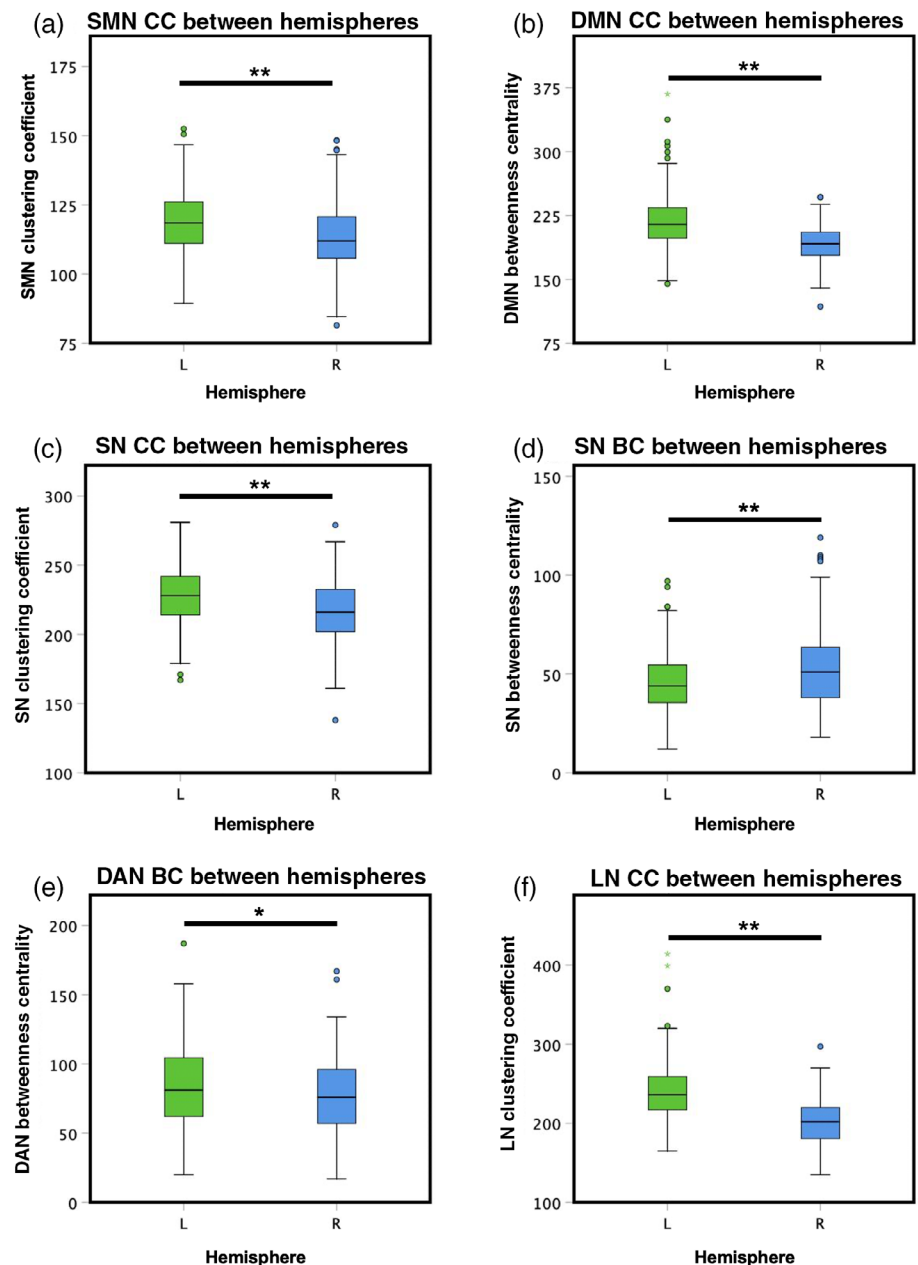 (a) SMN CC between hemispheres
SMN clustering coefficient
175
**
150
125
100
75
L R
Hemisphere
(b) DMN CC between hemispheres
DMN betweenness centrality
375
**
*
300
225
150
75
L R
Hemisphere
(c) SN CC between hemispheres
SN clustering coefficient
300
**
250
200
150
100
L R
Hemisphere
(d) SN BC between hemispheres
SN betweenness centrality
150
**
100
50
0
L R
Hemisphere
(e) DAN BC between hemispheres
DAN betweenness centrality
200
*
150
100
50
0
L R
Hemisphere
(f) LN CC between hemispheres
LN clustering coefficient
**
*
400
*
300
200
100
L R
Hemisphere